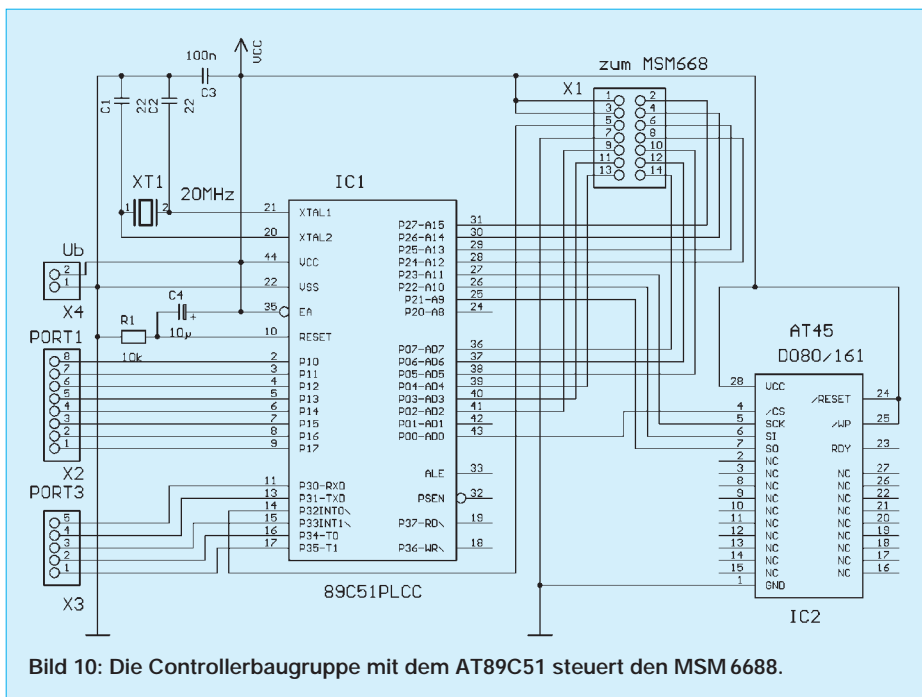 VCC
100n
C3
C1
22
C2
22
XT1
1
2
20MHz
Ub
2
1
X4
R1
10k
C4
+
10µ
PORT1
8
7
6
5
4
3
2
1
X2
PORT3
5
4
3
2
1
X3
IC1
21 XTAL1
20 XTAL2
44 VCC
22 VSS
35 EA
10 RESET
2 P10
3 P11
4 P12
5 P13
6 P14
7 P15
8 P16
9 P17
11 P30-RXD
13 P31-TXD
14 P32INT0\
15 P33INT1\
16 P34-T0
17 P35-T1
P27-A15 31
P26-A14 30
P25-A13 29
P24-A12 28
P23-A11 27
P22-A10 26
P21-A9 25
P20-A8 24
P07-AD7 36
P06-AD6 37
P05-AD5 38
P04-AD4 39
P03-AD3 40
P02-AD2 41
P01-AD1 42
P00-AD0 43
ALE 33
PSEN 32
P37-RD\ 19
P36-WR\ 18
89C51PLCC
zum MSM668
X1
1 2
3 4
5 6
7 8
9 10
11 12
13 14
AT45
D080/161
28 VCC
4 /CS
5 SCK
6 SI
7 SO
2 NC
3 NC
8 NC
9 NC
10 NC
11 NC
12 NC
13 NC
14 NC
15 NC
1 GND
/RESET 24
/WP 25
RDY 23
NC 27
NC 26
NC 22
NC 21
NC 20
NC 19
NC 18
NC 17
NC 16
IC2
Bild 10: Die Controllerbaugruppe mit dem AT89C51 steuert den MSM 6688.